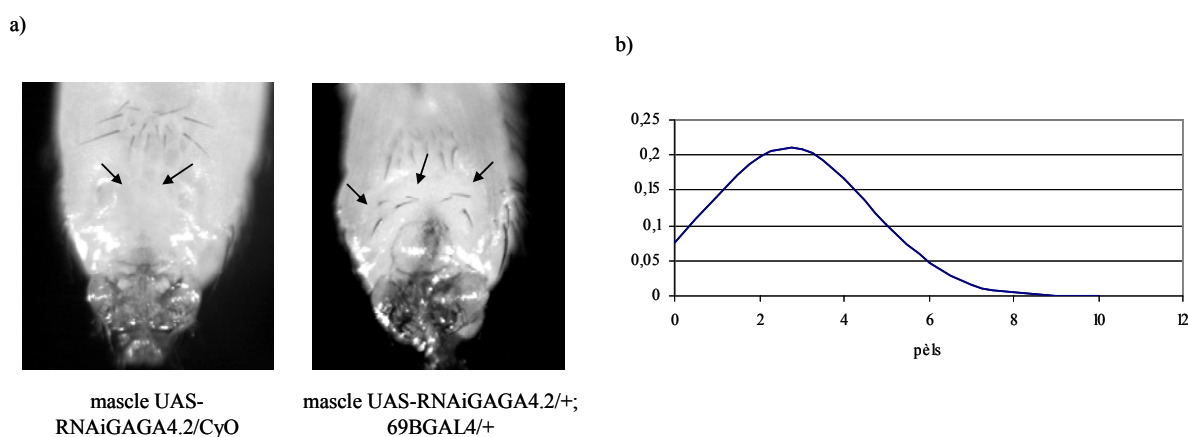 a)
b)
mascle UAS-
RNAiGAGA4.2/CyO
mascle UAS-RNAiGAGA4.2/+;
69BGAL4/+
0,25
0,2
0,15
0,1
0,05
0
0 2 4 6 8 10 12
pèls